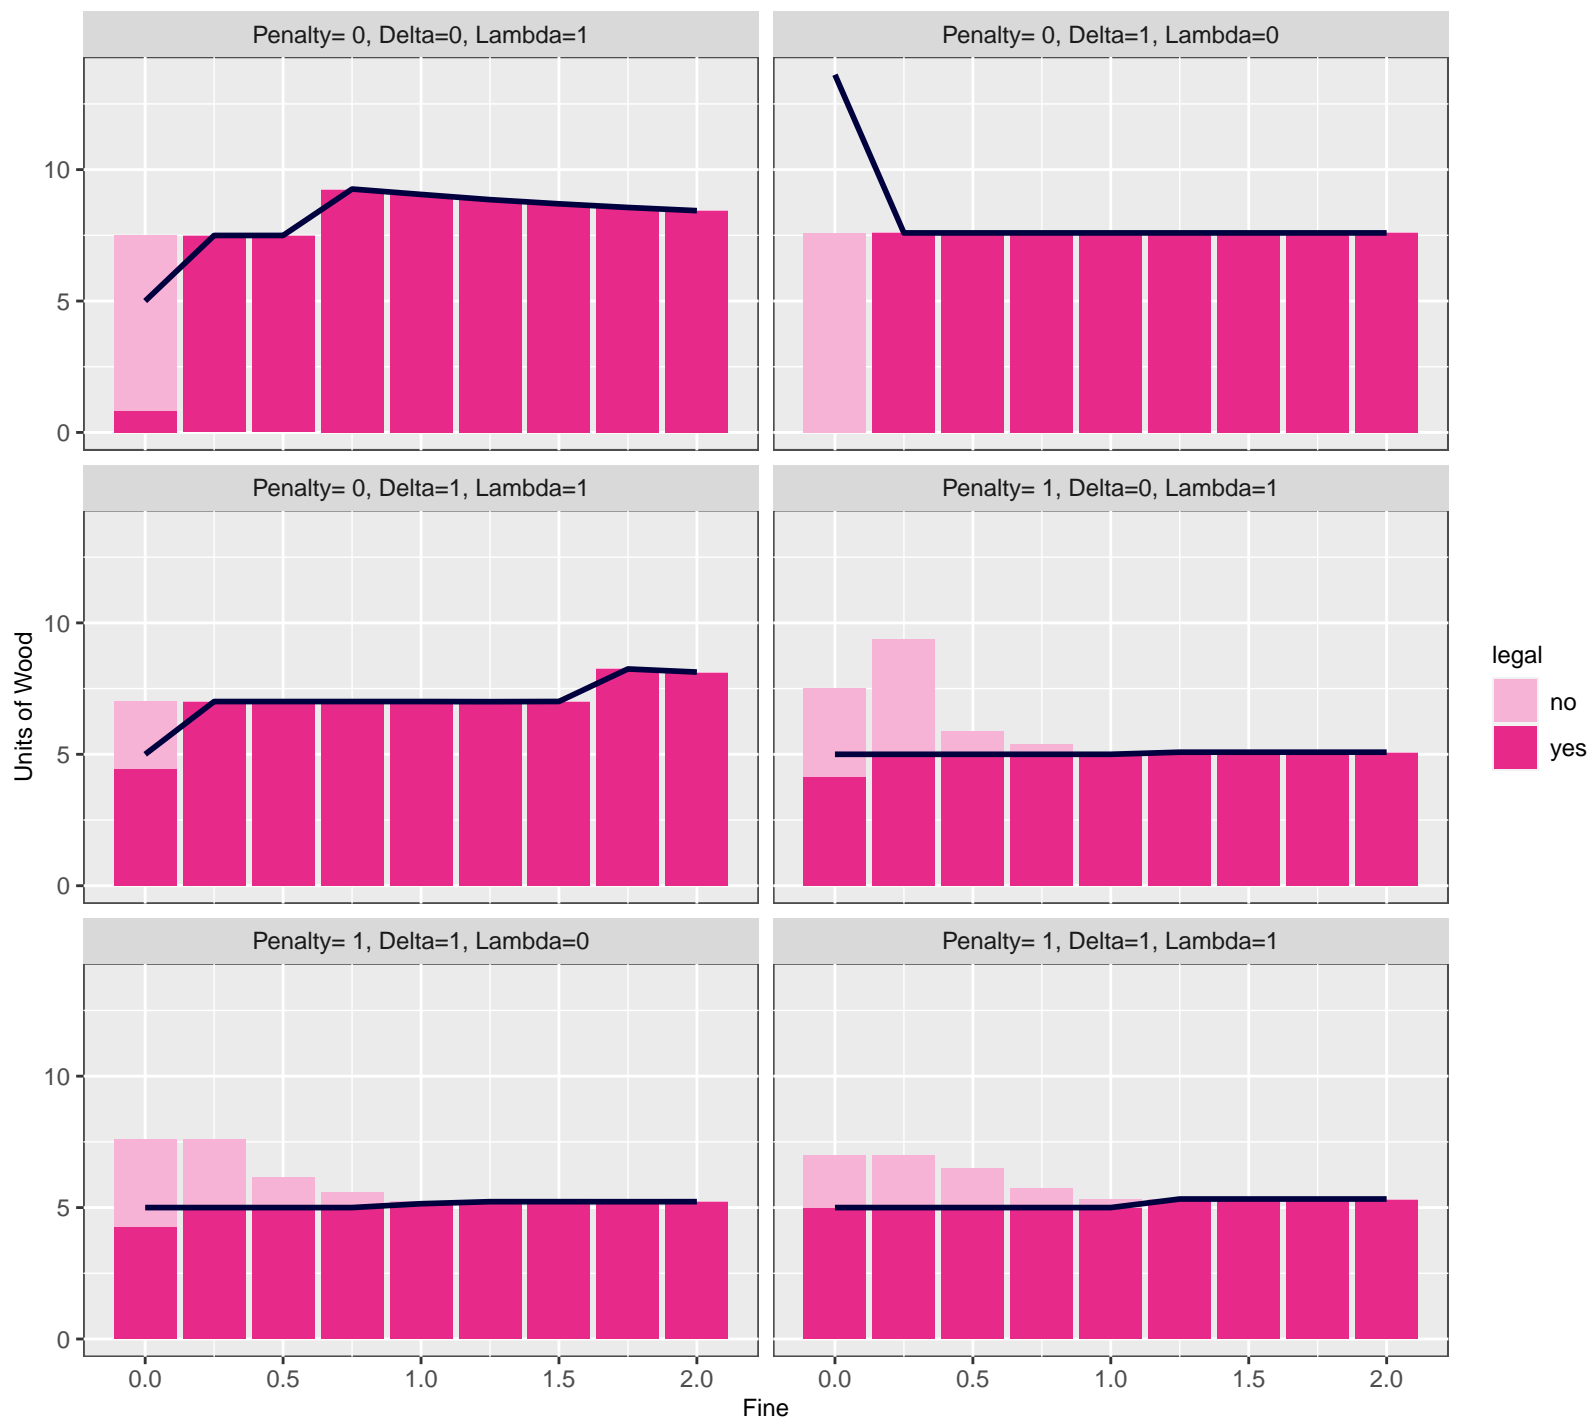 Penalty= 0, Delta=0, Lambda=1
Penalty= 0, Delta=1, Lambda=0
10
5
0
Penalty= 0, Delta=1, Lambda=1
Penalty= 1, Delta=0, Lambda=1
10
5
0
Penalty= 1, Delta=1, Lambda=0
Penalty= 1, Delta=1, Lambda=1
10
5
0
0.0 0.5 1.0 1.5 2.0
0.0 0.5 1.0 1.5 2.0
Fine
Units of Wood
legal
no
yes